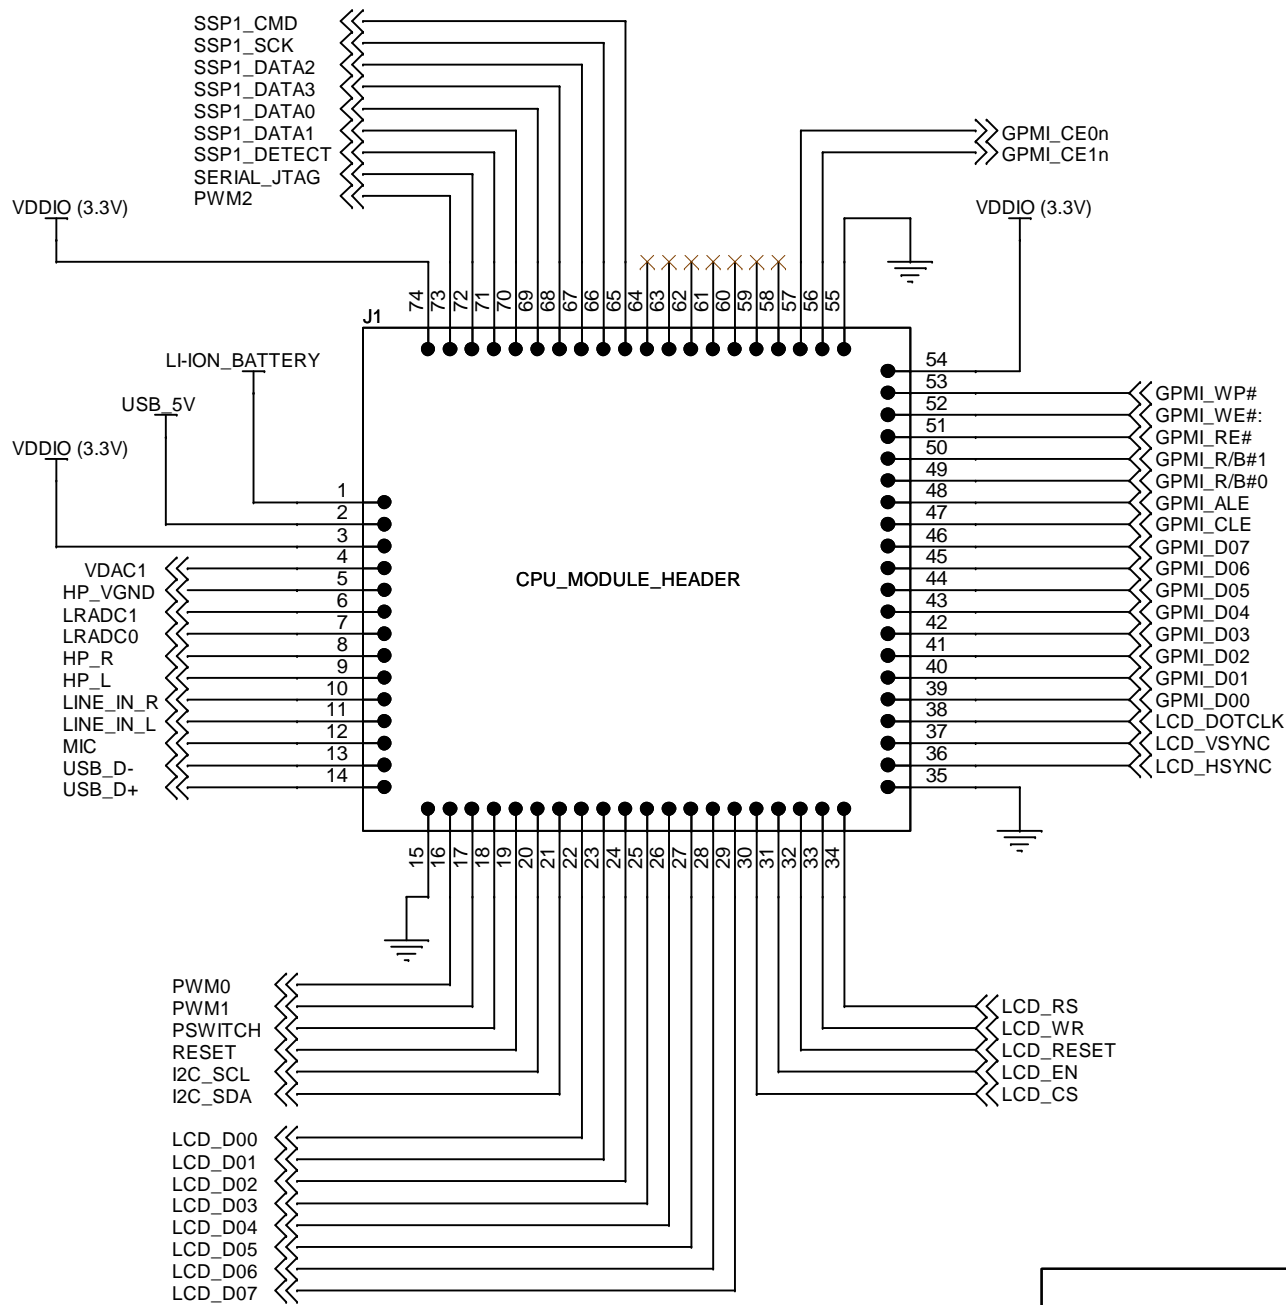 SSP1_CMD
SSP1_SCK
SSP1_DATA2
SSP1_DATA3
SSP1_DATA0
SSP1_DATA1
SSP1_DETECT
SERIAL_JTAG
PWM2
GPMI_CE0n
GPMI_CE1n
VDDIO (3.3V)
VDDIO (3.3V)
74 73 72 71 70 69 68 67 66 65 64 63 62 61 60 59 58 57 56 55
J1
LI-ION_BATTERY
USB_5V
VDDIO (3.3V)
1
2
3
4
5
6
7
8
9
10
11
12
13
14
VDAC1
HP_VGND
LRADC1
LRADC0
HP_R
HP_L
LINE_IN_R
LINE_IN_L
MIC
USB_D-
USB_D+
CPU_MODULE_HEADER
54
53
52
51
50
49
48
47
46
45
44
43
42
41
40
39
38
37
36
35
GPMI_WP#
GPMI_WE#:
GPMI_RE#
GPMI_R/B#1
GPMI_R/B#0
GPMI_ALE
GPMI_CLE
GPMI_D07
GPMI_D06
GPMI_D05
GPMI_D04
GPMI_D03
GPMI_D02
GPMI_D01
GPMI_D00
LCD_DOTCLK
LCD_VSYNC
LCD_HSYNC
15 16 17 18 19 20 21 22 23 24 25 26 27 28 29 30 31 32 33 34
PWM0
PWM1
PSWITCH
RESET
I2C_SCL
I2C_SDA
LCD_RS
LCD_WR
LCD_RESET
LCD_EN
LCD_CS
LCD_D00
LCD_D01
LCD_D02
LCD_D03
LCD_D04
LCD_D05
LCD_D06
LCD_D07